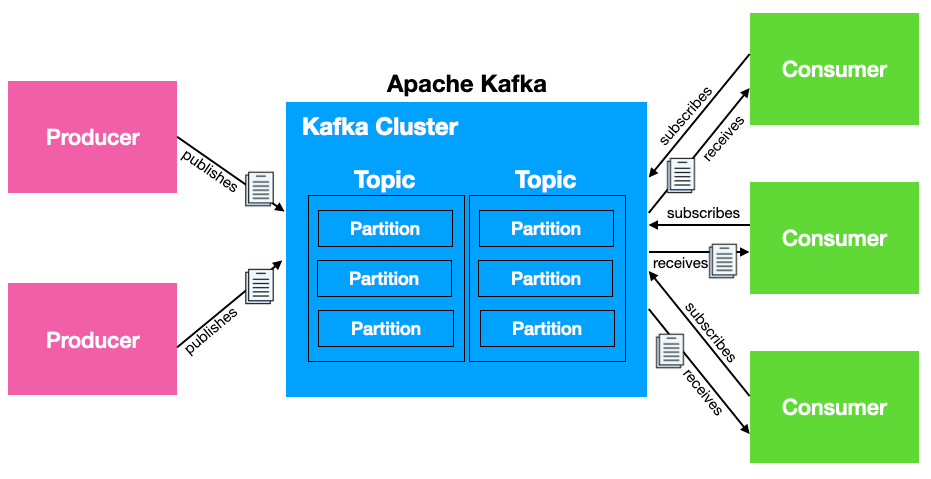 Apache Kafka
Producer
publishes
Producer
publishes
Kafka Cluster
Topic
Partition
Partition
Partition
Topic
Partition
Partition
Partition
subscribes
receives
Consumer
subscribes
receives
Consumer
subscribes
receives
Consumer